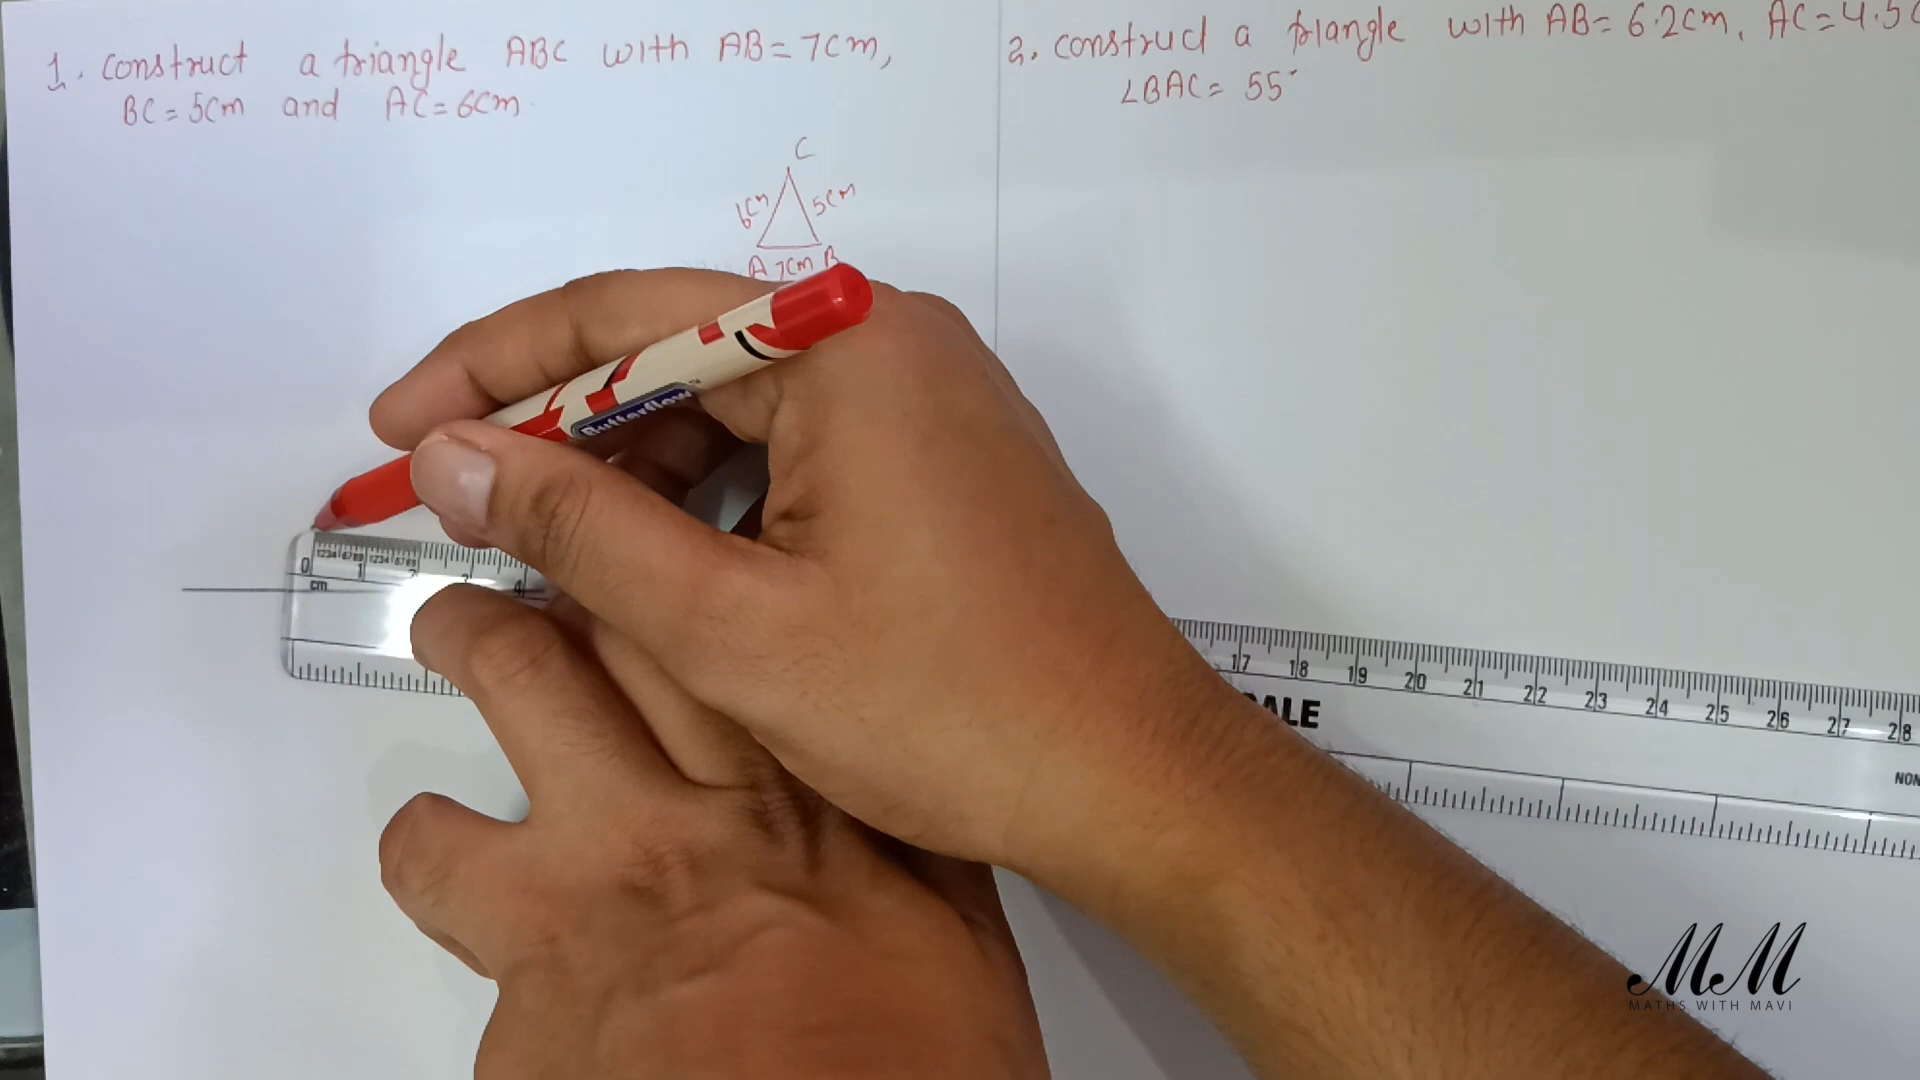 1. construct a triangle ABC with AB = 7cm,
BC = 5cm and AC = 6cm
2. construct a triangle with AB = 6.2cm, AC = 4.5
∠BAC = 55°
C
6cm 5cm
A 7cm B
Butterflow
0 1 2 3 4
cm
17 18 19 20 21 22 23 24 25 26 27 28
MM
MATHS WITH MAVI